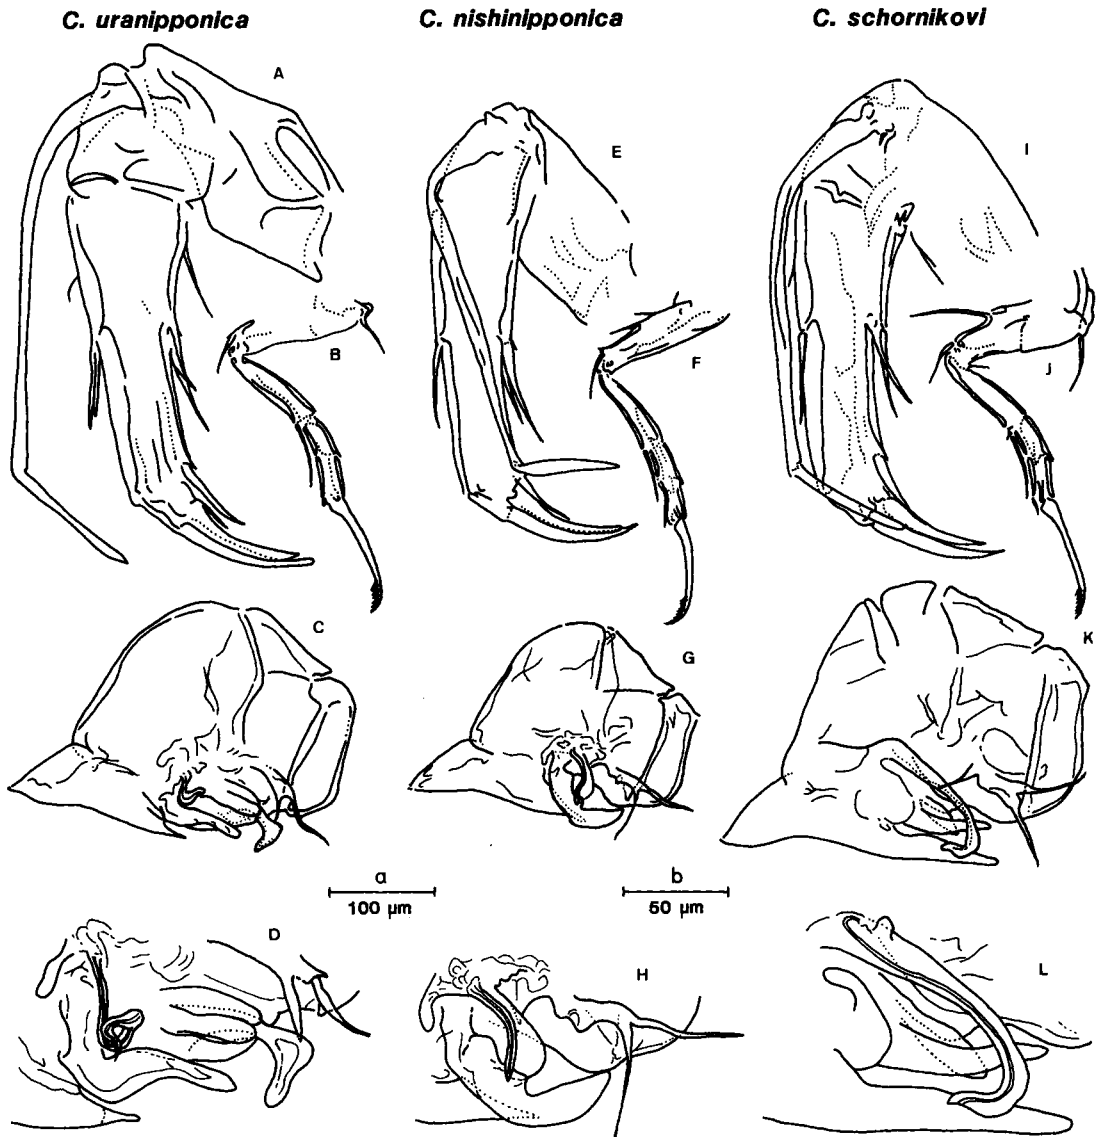 C. uranipponica C. nishinipponica C. schornikovi
A
E
I
B
F
J
C
G
K
a b
100 µm 50 µm
D
H
L